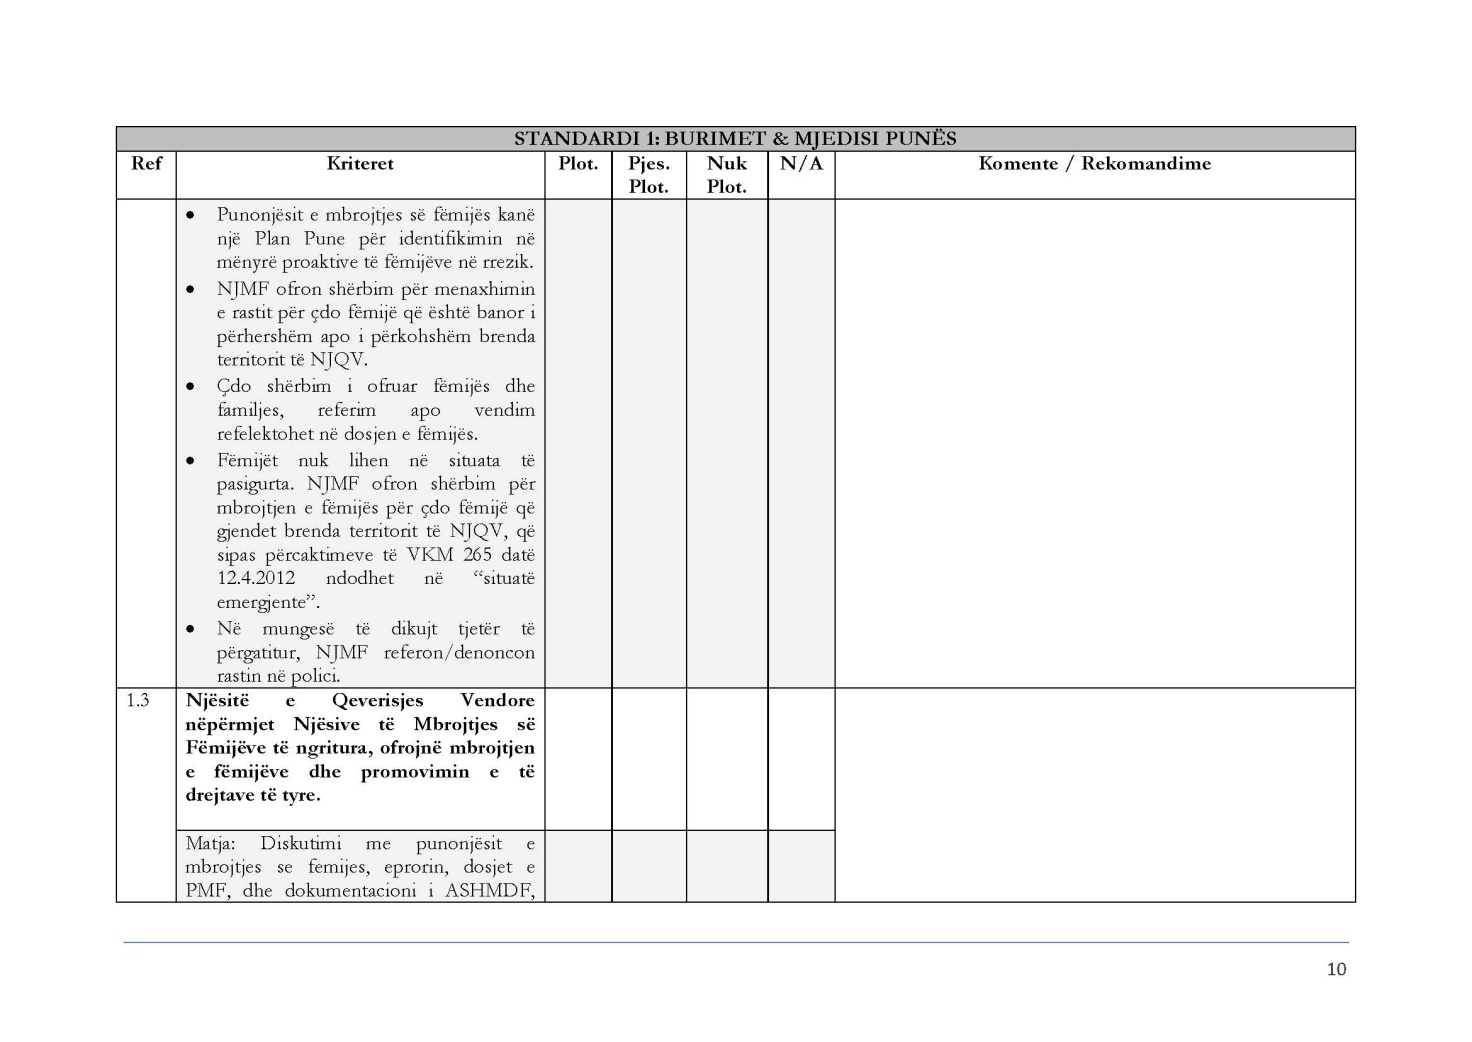 STANDARDI 1: BURIMET & MJEDISI PUNËS
Ref Kriteret Plot. Pjes. Nuk N/A Komente / Rekomandime
Plot. Plot.
• Punonjësit e mbrojtjes së fëmijës kanë
një Plan Pune për identifikimin në
mënyrë proaktive të fëmijëve në rrezik.
• NJMF ofron shërbim për menaxhimin
e rastit për çdo fëmijë që është banor i
përhershëm apo i përkohshëm brenda
territorit të NJQV.
• Çdo shërbim i ofruar fëmijës dhe
familjes, referim apo vendim
refelektohet në dosjen e fëmijës.
• Fëmijët nuk lihen në situata të
pasigurta. NJMF ofron shërbim për
mbrojtjen e fëmijës për çdo fëmijë që
gjendet brenda territorit të NJQV, që
sipas përcaktimeve të VKM 265 datë
12.4.2012 ndodhet në “situatë
emergjente”.
• Në mungesë të dikujt tjetër të
përgatitur, NJMF referon/denoncon
rastin në polici.
1.3 Njësitë e Qeverisjes Vendore
nëpërmjet Njësive të Mbrojtjes së
Fëmijëve të ngritura, ofrojnë mbrojtjen
e fëmijëve dhe promovimin e të
drejtave të tyre.
Matja: Diskutimi me punonjësit e
mbrojtjes se femijes, eprorin, dosjet e
PMF, dhe dokumentacioni i ASHMDF,
10